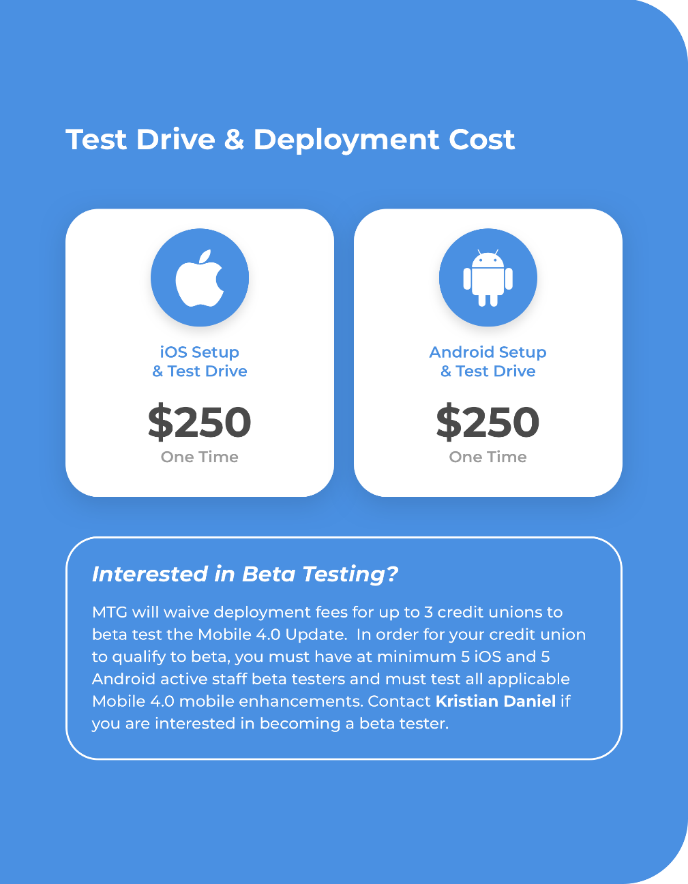 Test Drive & Deployment Cost
iOS Setup
& Test Drive
$250
One Time
Android Setup
& Test Drive
$250
One Time
Interested in Beta Testing?
MTG will waive deployment fees for up to 3 credit unions to
beta test the Mobile 4.0 Update.  In order for your credit union
to qualify to beta, you must have at minimum 5 iOS and 5
Android active staff beta testers and must test all applicable
Mobile 4.0 mobile enhancements. Contact Kristian Daniel if
you are interested in becoming a beta tester.